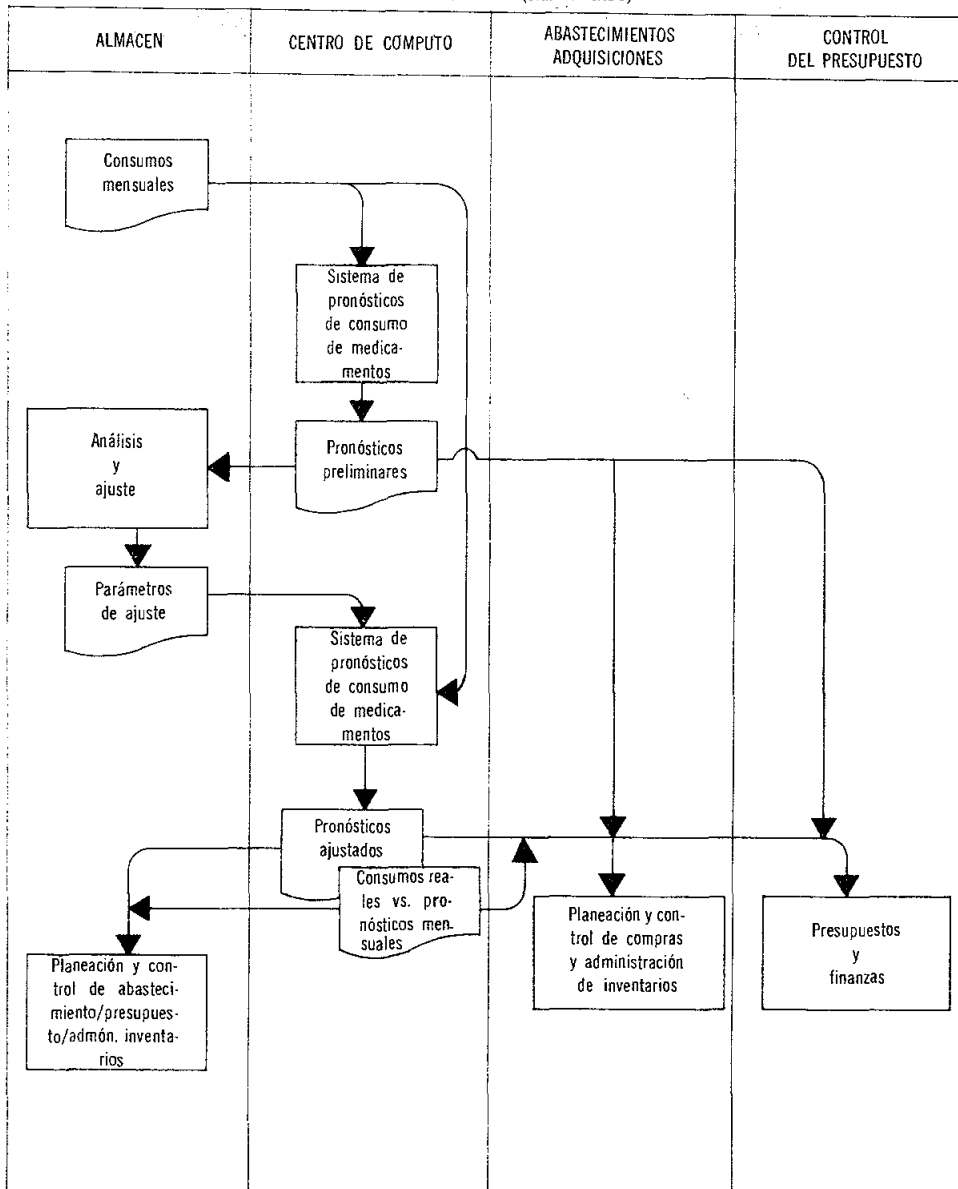 ALMACEN
CENTRO DE CÓMPUTO
ABASTECIMIENTOS
ADQUISICIONES
CONTROL
DEL PRESUPUESTO
Consumos
mensuales
Sistema de
pronósticos
de consumo
de medica-
mentos
Análisis
y
ajuste
Pronósticos
preliminares
Parámetros
de ajuste
Sistema de
pronósticos
de consumo
de medica-
mentos
Pronósticos
ajustados
Consumos rea-
les vs. pro-
nósticos men-
suales
Planeación y con-
trol de abasteci-
miento/presupues-
to/admón. inventa-
rios
Planeación y con-
trol de compras
y administración
de inventarios
Presupuestos
y
finanzas